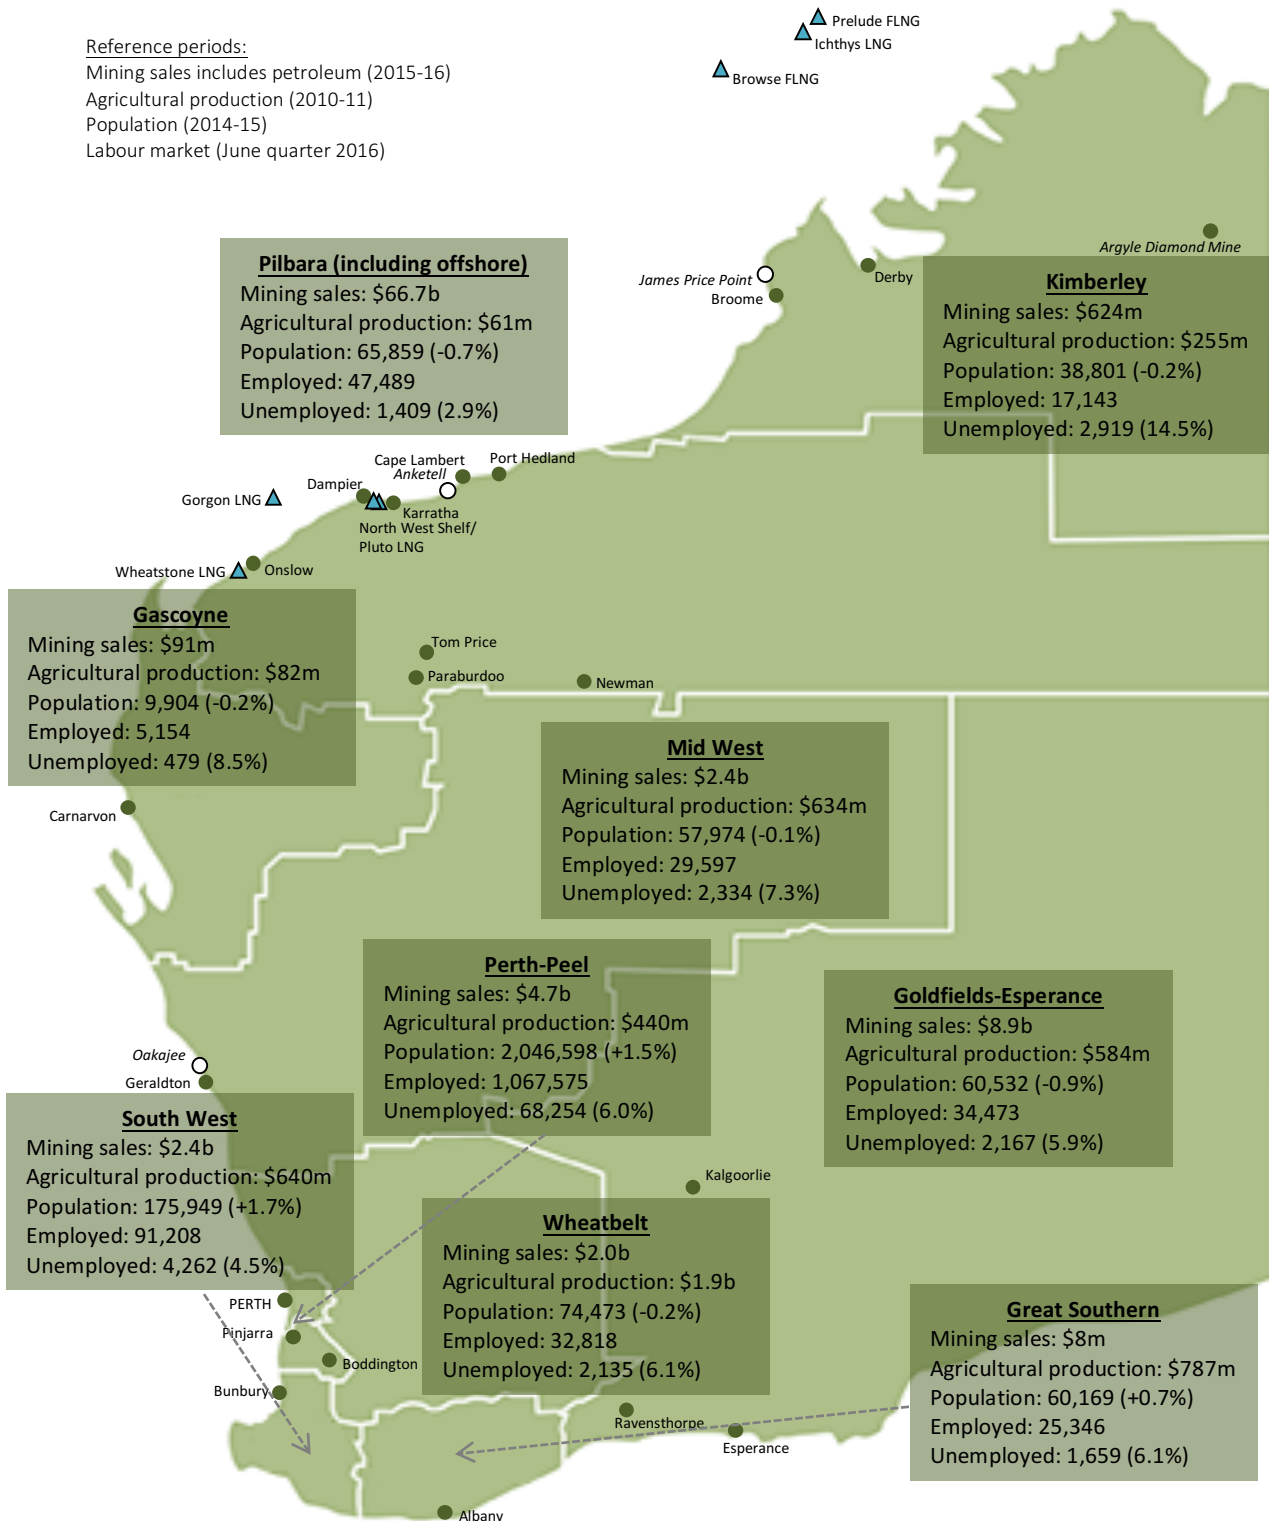 Reference periods:
Mining sales includes petroleum (2015-16)
Agricultural production (2010-11)
Population (2014-15)
Labour market (June quarter 2016)
Prelude FLNG
Ichthys LNG
Browse FLNG
Argyle Diamond Mine
James Price Point
Broome
Derby
Pilbara (including offshore)
Mining sales: $66.7b
Agricultural production: $61m
Population: 65,859 (-0.7%)
Employed: 47,489
Unemployed: 1,409 (2.9%)
Kimberley
Mining sales: $624m
Agricultural production: $255m
Population: 38,801 (-0.2%)
Employed: 17,143
Unemployed: 2,919 (14.5%)
Cape Lambert
Port Hedland
Anketell
Dampier
Gorgon LNG
Karratha
North West Shelf/
Pluto LNG
Wheatstone LNG
Onslow
Gascoyne
Mining sales: $91m
Agricultural production: $82m
Population: 9,904 (-0.2%)
Employed: 5,154
Unemployed: 479 (8.5%)
Tom Price
Paraburdoo
Newman
Carnarvon
Mid West
Mining sales: $2.4b
Agricultural production: $634m
Population: 57,974 (-0.1%)
Employed: 29,597
Unemployed: 2,334 (7.3%)
Perth-Peel
Mining sales: $4.7b
Agricultural production: $440m
Population: 2,046,598 (+1.5%)
Employed: 1,067,575
Unemployed: 68,254 (6.0%)
Goldfields-Esperance
Mining sales: $8.9b
Agricultural production: $584m
Population: 60,532 (-0.9%)
Employed: 34,473
Unemployed: 2,167 (5.9%)
Oakajee
Geraldton
South West
Mining sales: $2.4b
Agricultural production: $640m
Population: 175,949 (+1.7%)
Employed: 91,208
Unemployed: 4,262 (4.5%)
Kalgoorlie
Wheatbelt
Mining sales: $2.0b
Agricultural production: $1.9b
Population: 74,473 (-0.2%)
Employed: 32,818
Unemployed: 2,135 (6.1%)
PERTH
Pinjarra
Boddington
Bunbury
Great Southern
Mining sales: $8m
Agricultural production: $787m
Population: 60,169 (+0.7%)
Employed: 25,346
Unemployed: 1,659 (6.1%)
Ravensthorpe
Esperance
Albany